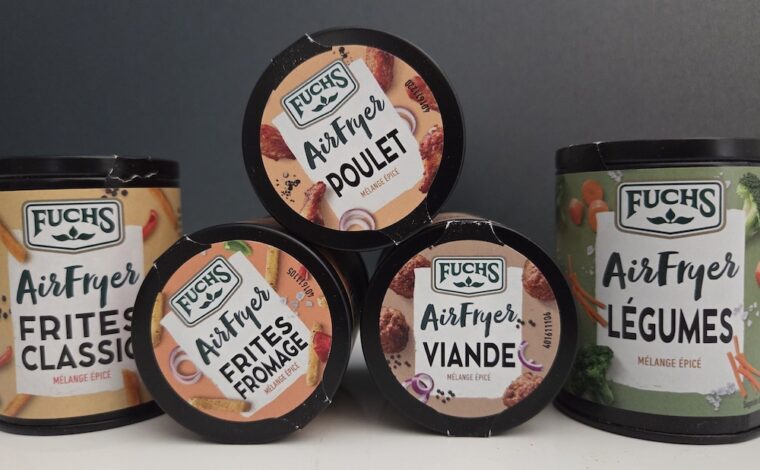 FUCHS
AirFryer
POULET
MÉLANGE ÉPICÉ
FUCHS
AirFryer
FRITES
CLASSIC
MÉLANGE ÉPICÉ
FUCHS
AirFryer
FRITES
FROMAGE
MÉLANGE ÉPICÉ
FUCHS
AirFryer
VIANDE
MÉLANGE ÉPICÉ
401611106
FUCHS
AirFryer
LÉGUMES
MÉLANGE ÉPICÉ